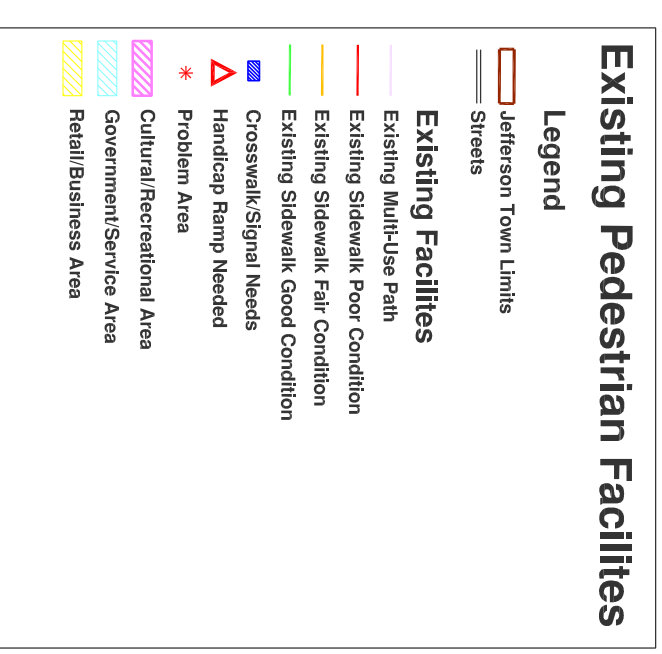 Existing Pedestrian Facilites
Legend
Jefferson Town Limits
Streets
Existing Facilites
Existing Multi-Use Path
Existing Sidewalk Poor Condition
Existing Sidewalk Fair Condition
Existing Sidewalk Good Condition
Crosswalk/Signal Needs
Handicap Ramp Needed
Problem Area
Cultural/Recreational Area
Government/Service Area
Retail/Business Area